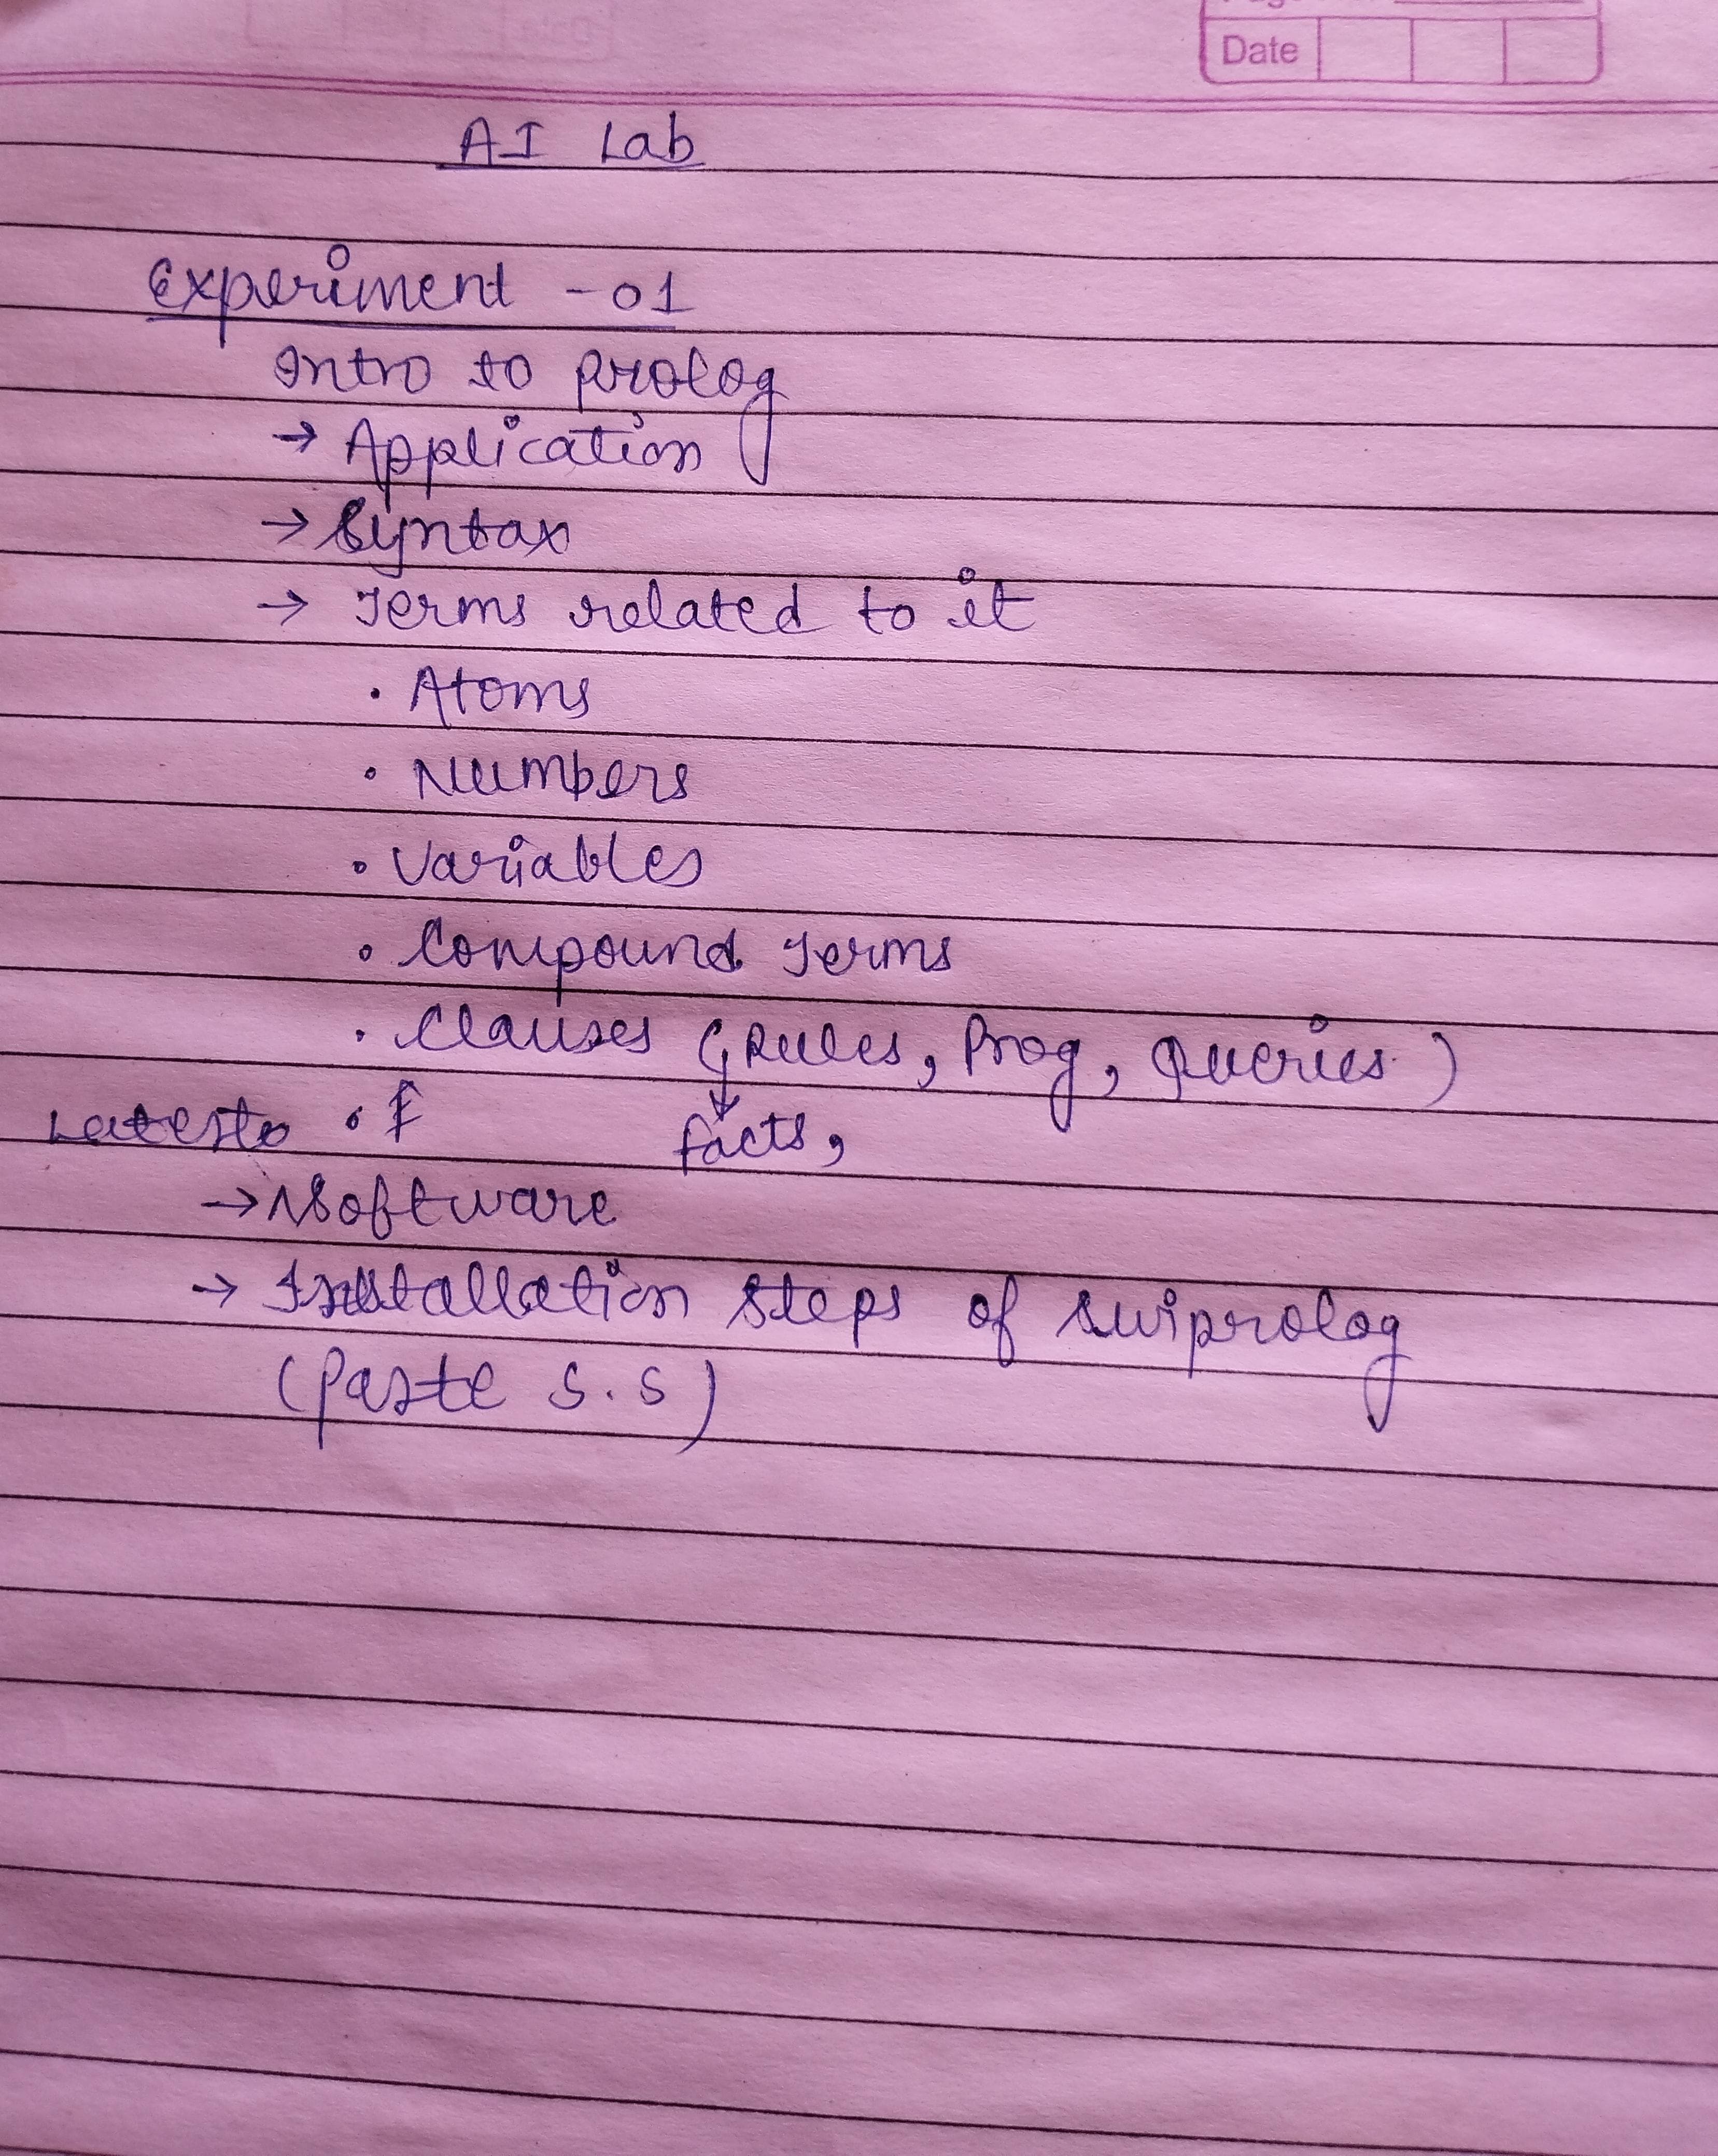 Date
AI Lab
Experiment - 01
Intro to prolog
→ Application
→ Syntax
→ Terms related to it
• Atoms
• Numbers
• Variables
• Compound Terms
• Clauses (Rules, Prog, Queries)
facts,
→ Software
→ Installation Steps of swiprolog
(Paste s.s)